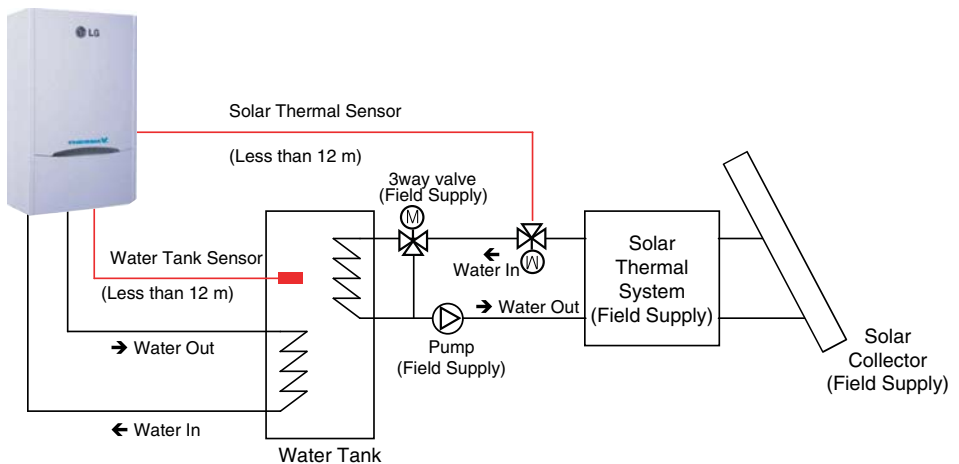 LG
THERMA V
Solar Thermal Sensor
(Less than 12 m)
3way valve
(Field Supply)
M
Water Tank Sensor
(Less than 12 m)
← Water In
M
Solar
Thermal
System
(Field Supply)
→ Water Out
Pump
(Field Supply)
→ Water Out
← Water In
Water Tank
Solar
Collector
(Field Supply)